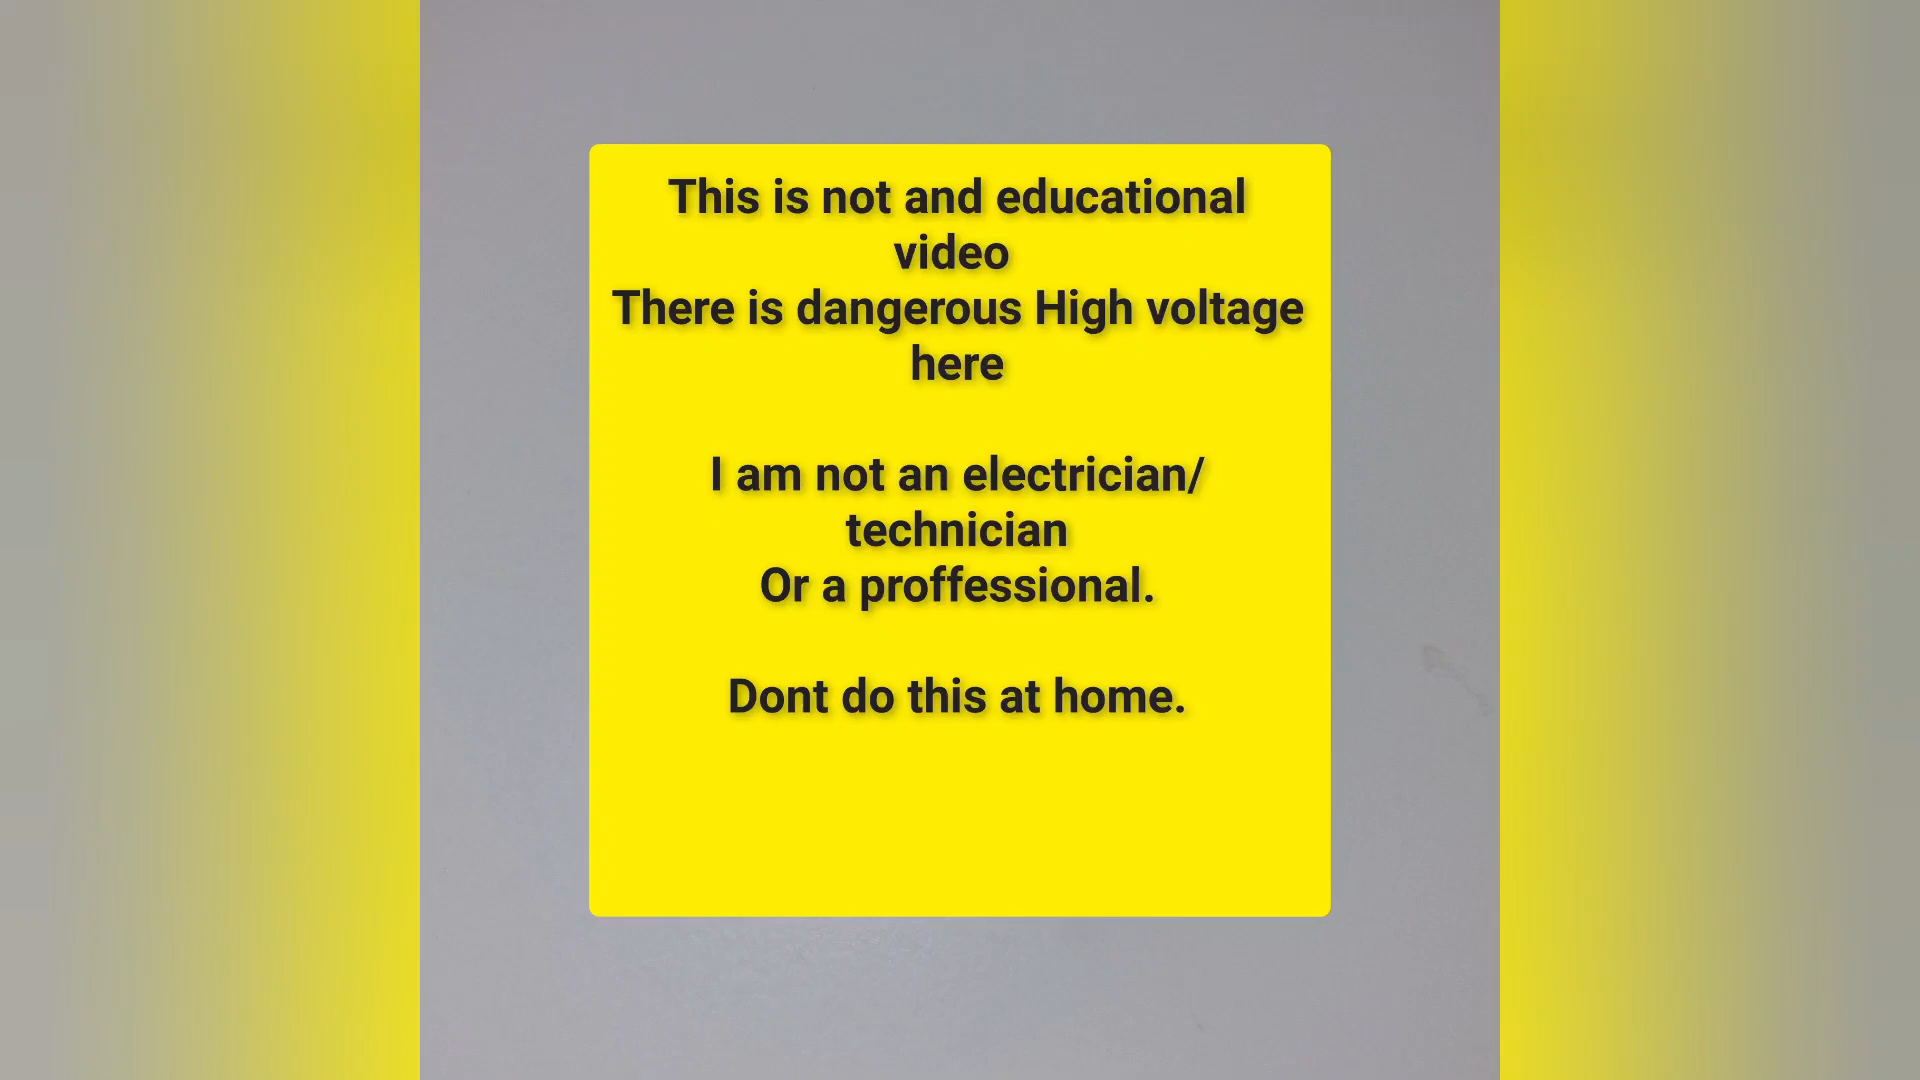 This is not and educational
video
There is dangerous High voltage
here
I am not an electrician/
technician
Or a proffessional.
Dont do this at home.